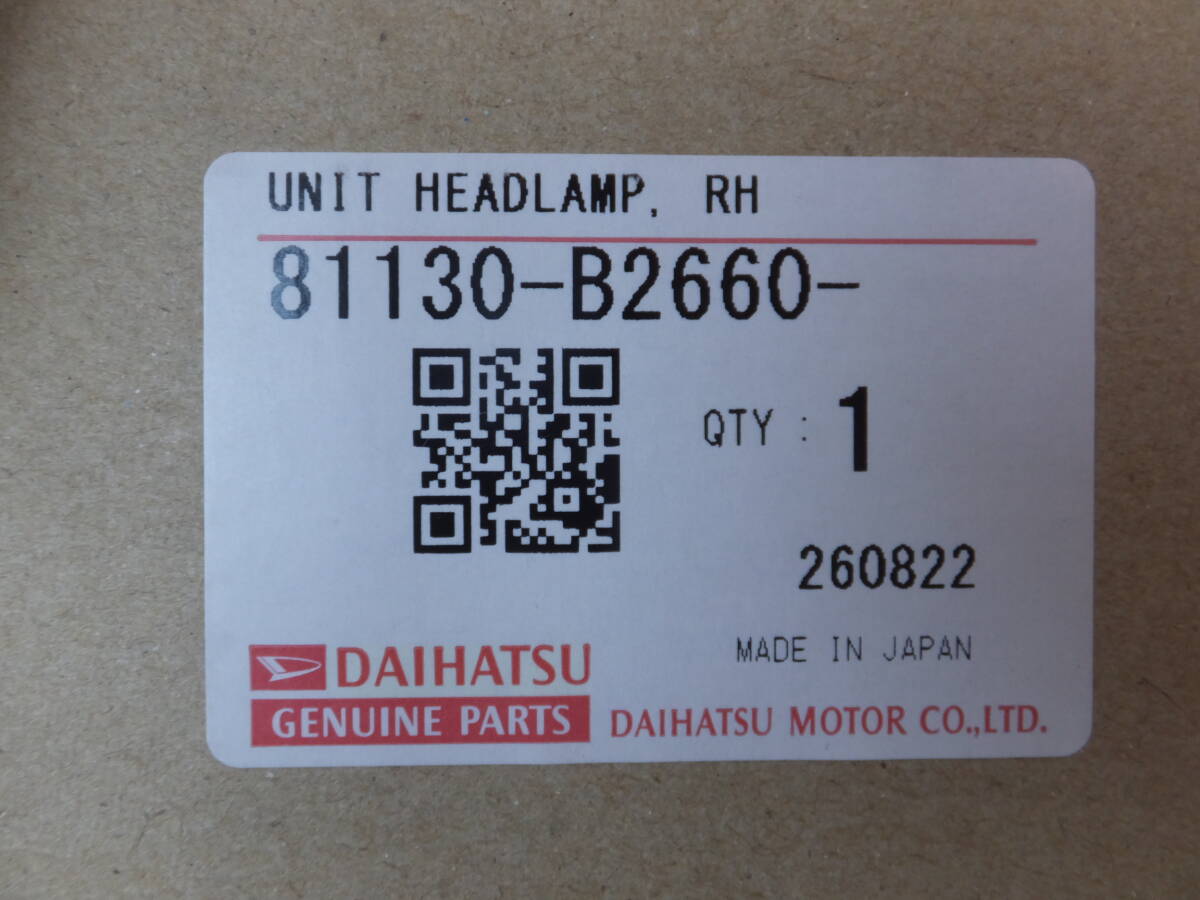 UNIT HEADLAMP, RH
81130-B2660-
QTY : 1
260822
MADE IN JAPAN
DAIHATSU
GENUINE PARTS
DAIHATSU MOTOR CO.,LTD.